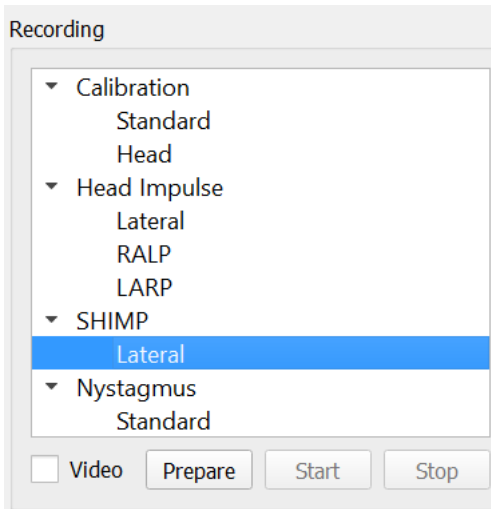 Recording
Calibration
Standard
Head
Head Impulse
Lateral
RALP
LARP
SHIMP
Lateral
Nystagmus
Standard
Video Prepare Start Stop